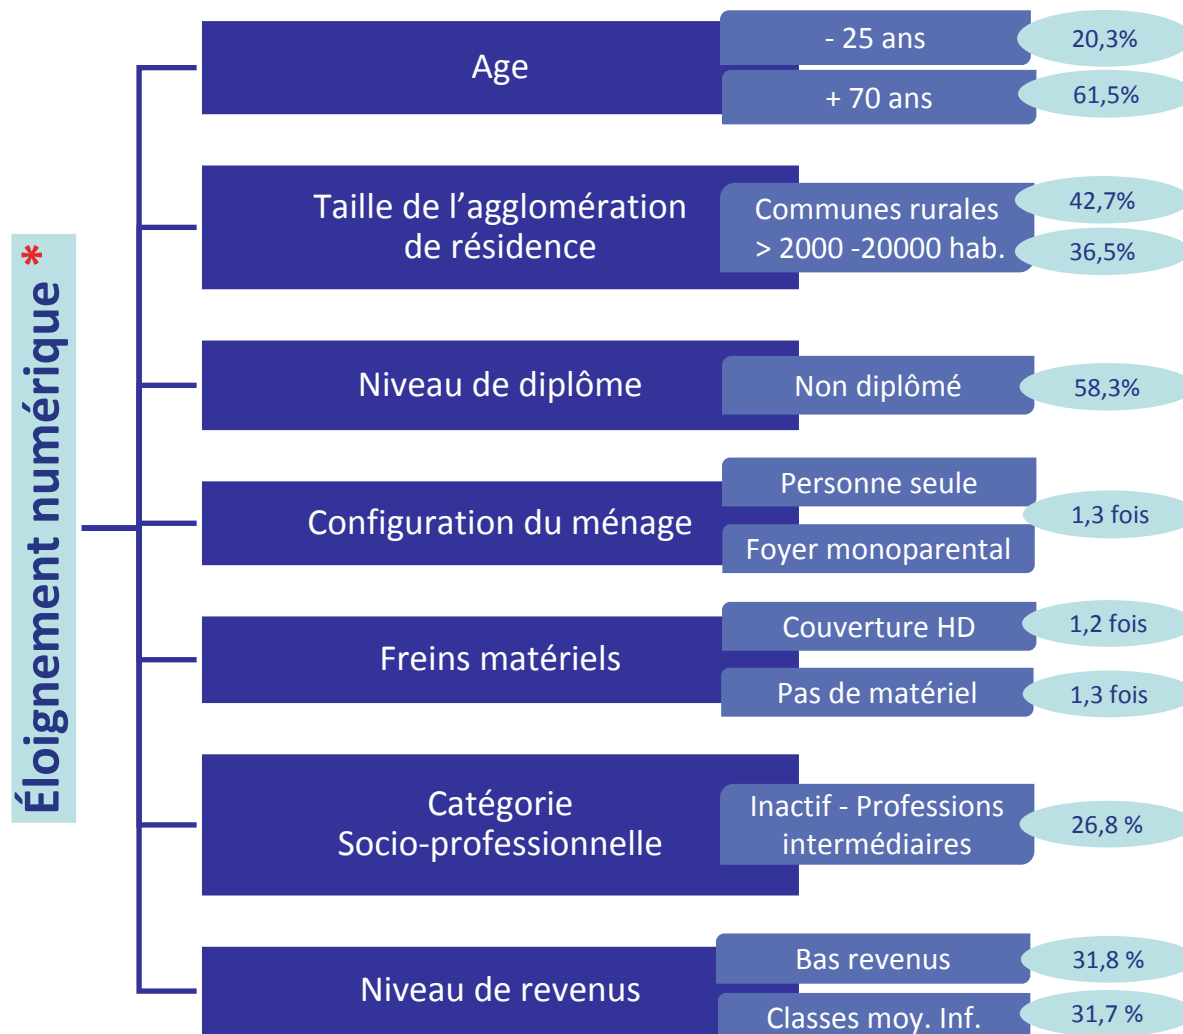 Éloignement numérique *
Age
- 25 ans
20,3%
+ 70 ans
61,5%
Taille de l’agglomération
de résidence
Communes rurales
> 2000 -20000 hab.
42,7%
36,5%
Niveau de diplôme
Non diplômé
58,3%
Configuration du ménage
Personne seule
Foyer monoparental
1,3 fois
Freins matériels
Couverture HD
1,2 fois
Pas de matériel
1,3 fois
Catégorie
Socio-professionnelle
Inactif - Professions
intermédiaires
26,8 %
Niveau de revenus
Bas revenus
31,8 %
Classes moy. Inf.
31,7 %